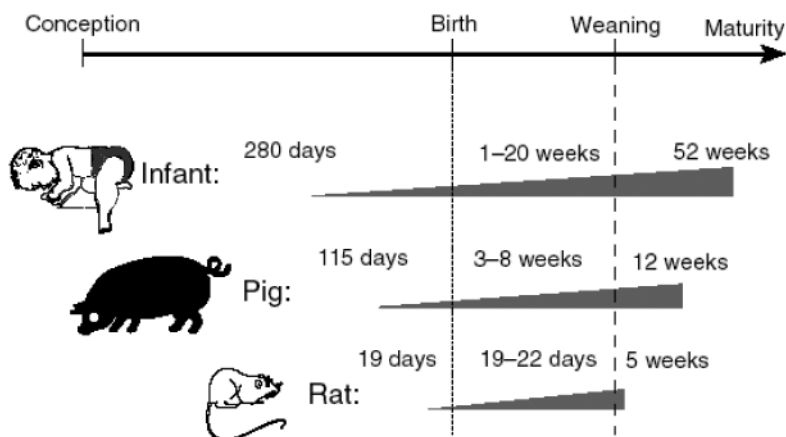 Conception Birth Weaning Maturity
280 days 1–20 weeks 52 weeks
Infant:
115 days 3–8 weeks 12 weeks
Pig:
19 days 19–22 days 5 weeks
Rat: